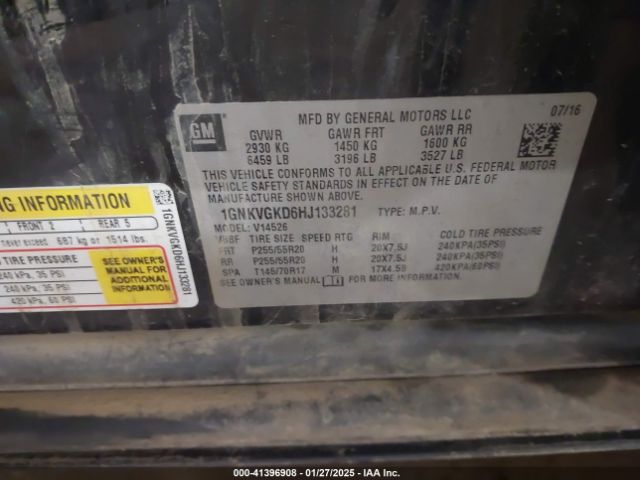 GM
MFD BY GENERAL MOTORS LLC
07/16
GVWR GAWR FRT GAWR RR
2930 KG 1450 KG 1600 KG
6459 LB 3196 LB 3527 LB
THIS VEHICLE CONFORMS TO ALL APPLICABLE U.S. FEDERAL MOTOR
VEHICLE SAFETY STANDARDS IN EFFECT ON THE DATE OF
MANUFACTURE SHOWN ABOVE.
1GNKVGKD6HJ133281 TYPE: M.P.V.
MODEL: V14526
TIRE SIZE SPEED RTG RIM COLD TIRE PRESSURE
FRT P255/55R20 H 20X7.5J 240KPA(35PSI)
RR P255/55R20 H 20X7.5J 240KPA(35PSI)
SPA T145/70R17 M 17X4.5B 420KPA(60PSI)
SEE OWNER'S MANUAL FOR MORE INFORMATION.
NG INFORMATION
FRONT 2 REAR 5
never exceed 687 kg or 1514 lbs.
TIRE PRESSURE
240 KPA, 35 PSI
240 KPA, 35 PSI
420 KPA, 60 PSI
SEE OWNER'S
MANUAL FOR
ADDITIONAL
INFORMATION
1GNKVGKD6HJ133281
000-41396908 - 01/27/2025 - IAA Inc.